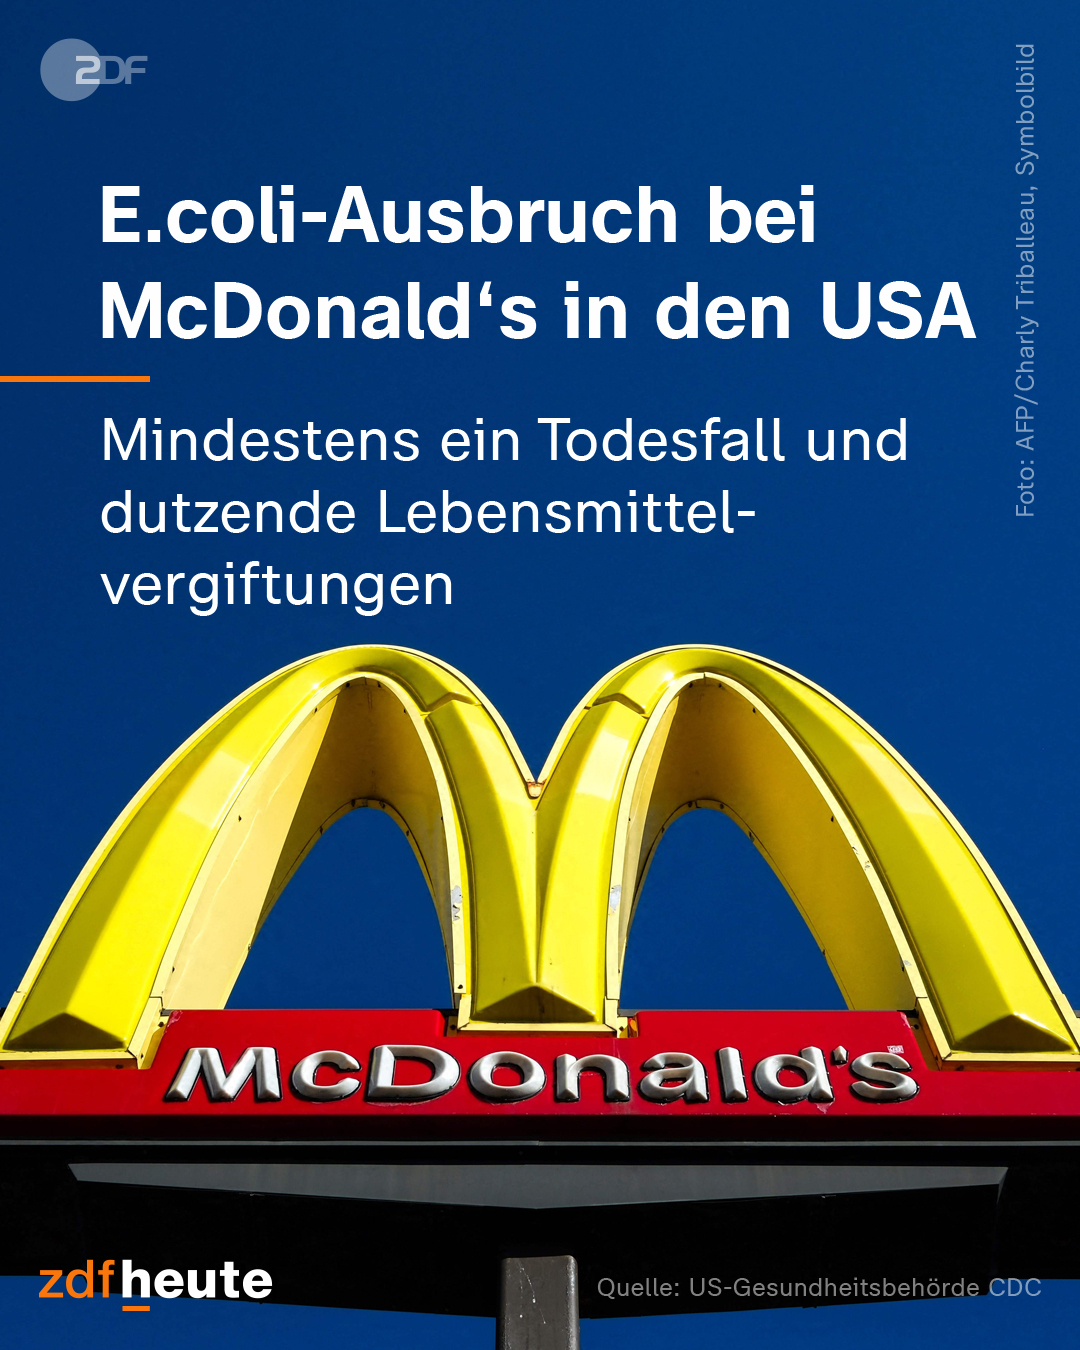 ZDF
Foto: AFP/Charly Triballeau, Symbolbild
E.coli-Ausbruch bei
McDonald‘s in den USA
Mindestens ein Todesfall und
dutzende Lebensmittel-
vergiftungen
McDonald's
zdfheute
Quelle: US-Gesundheitsbehörde CDC